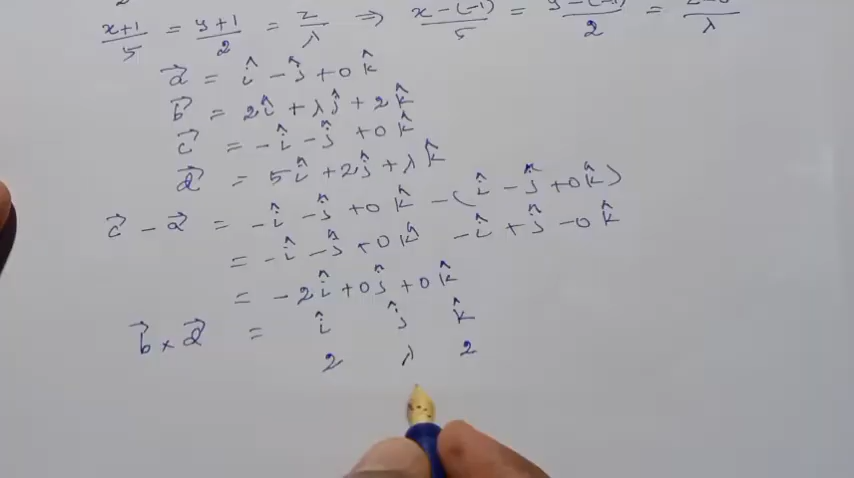 x+1/5 = y+1/2 = z/λ ⇒ x-(-1)/5 = y-(-1)/2 = z-0/λ
a⃗ = î - ĵ + 0k̂
b⃗ = 2î + λĵ + 2k̂
c⃗ = -î - ĵ + 0k̂
d⃗ = 5î + 2ĵ + λk̂
c⃗ - a⃗ = -î - ĵ + 0k̂ - (î - ĵ + 0k̂)
= -î - ĵ + 0k̂ - î + ĵ - 0k̂
= -2î + 0ĵ + 0k̂
b⃗ × d⃗ = î ĵ k̂
2 λ 2